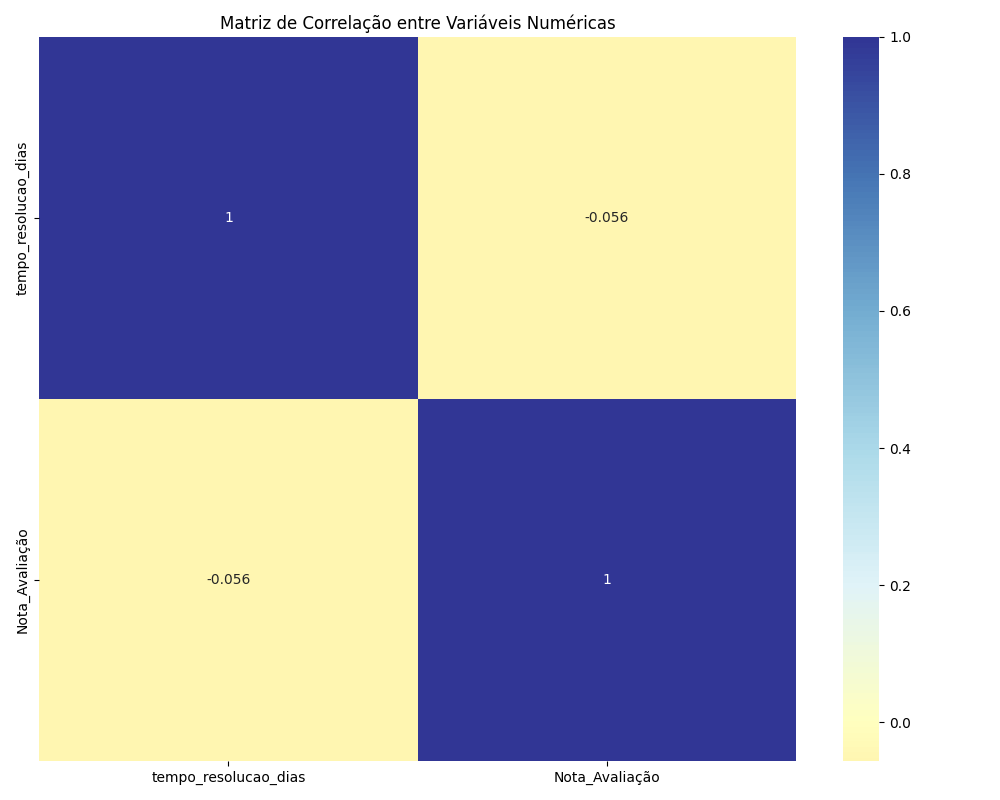 Matriz de Correlação entre Variáveis Numéricas
tempo_resolucao_dias
Nota_Avaliação
1
-0.056
-0.056
1
tempo_resolucao_dias
Nota_Avaliação
1.0
0.8
0.6
0.4
0.2
0.0